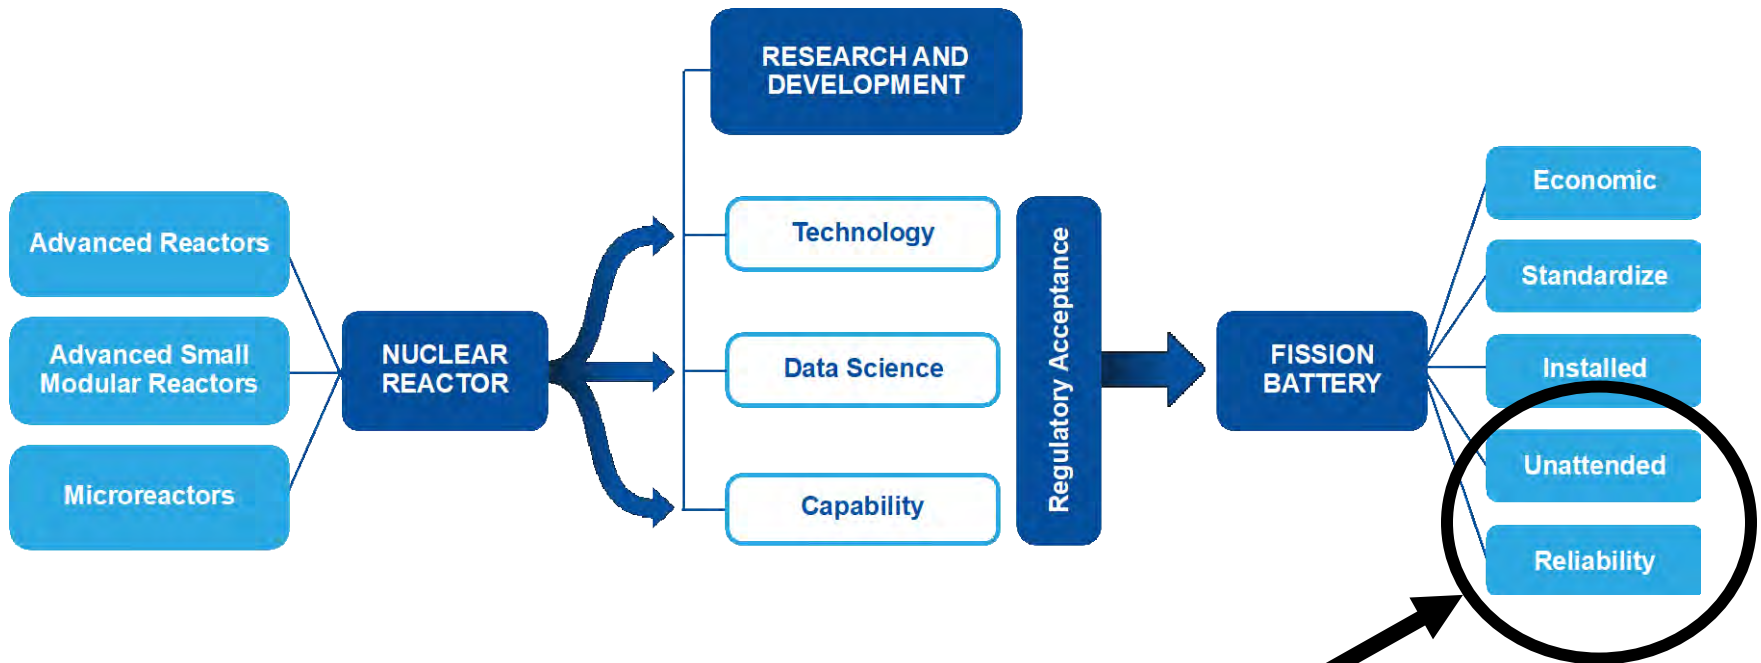 RESEARCH AND
DEVELOPMENT
Advanced Reactors
Advanced Small
Modular Reactors
Microreactors
NUCLEAR
REACTOR
Technology
Data Science
Capability
Regulatory Acceptance
FISSION
BATTERY
Economic
Standardize
Installed
Unattended
Reliability